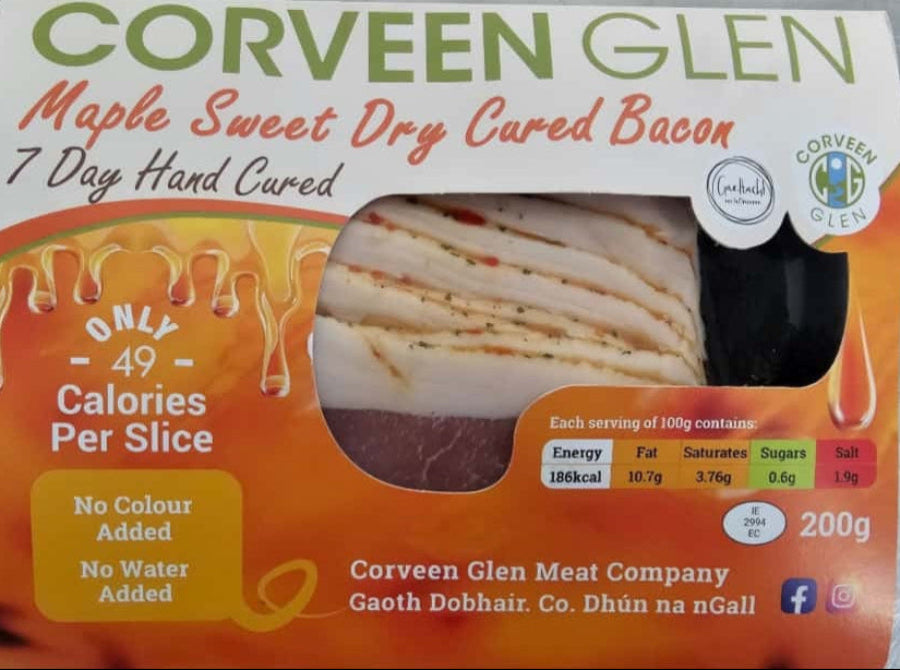 CORVEEN GLEN
Maple Sweet Dry Cured Bacon
7 Day Hand Cured
Gaeltacht
CORVEEN
CG
GLEN
ONLY
- 49 -
Calories
Per Slice
No Colour
Added
No Water
Added
Each serving of 100g contains:
Energy Fat Saturates Sugars Salt
186kcal 10.7g 3.76g 0.6g 1.9g
IE
2994
EC
200g
Corveen Glen Meat Company
Gaoth Dobhair. Co. Dhún na nGall
f